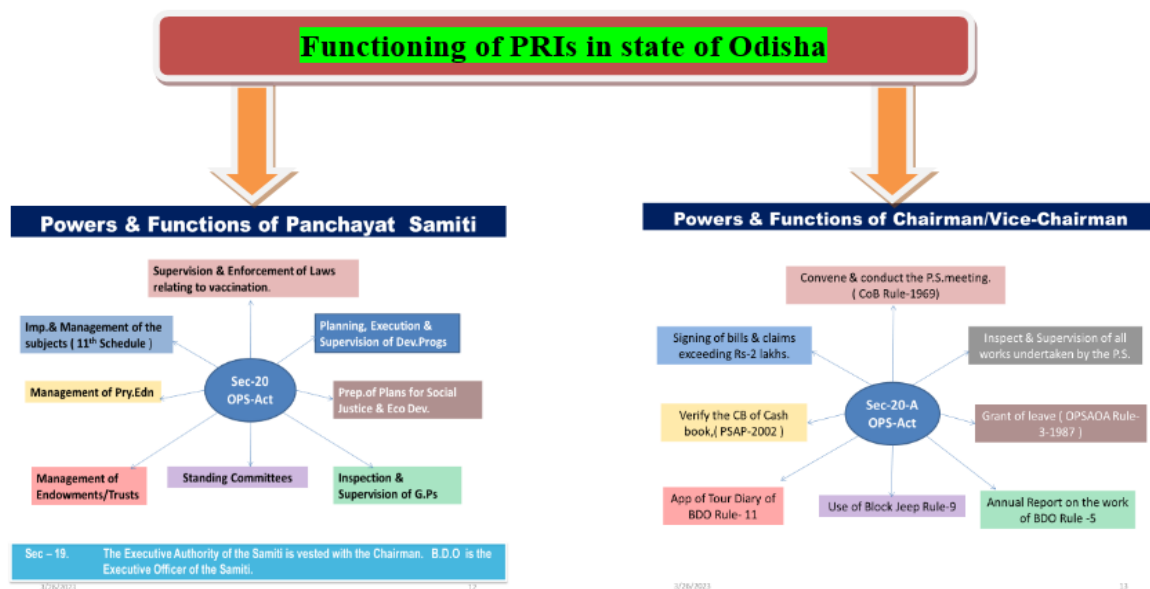 Functioning of PRIs in state of Odisha
Powers & Functions of Panchayat Samiti
Supervision & Enforcement of Laws
relating to vaccination.
Imp.& Management of the
subjects ( 11th Schedule )
Planning, Execution &
Supervision of Dev.Progs
Sec-20
OPS-Act
Management of Pry.Edn
Prep.of Plans for Social
Justice & Eco Dev.
Management of
Endowments/Trusts
Standing Committees
Inspection &
Supervision of G.Ps
Sec – 19. The Executive Authority of the Samiti is vested with the Chairman. B.D.O is the
Executive Officer of the Samiti.
3/28/2023 12
Powers & Functions of Chairman/Vice-Chairman
Convene & conduct the P.S.meeting.
( CoB Rule-1969)
Signing of bills & claims
exceeding Rs-2 lakhs.
Inspect & Supervision of all
works undertaken by the P.S.
Sec-20-A
OPS-Act
Verify the CB of Cash
book,( PSAP-2002 )
Grant of leave ( OPSAOA Rule-
3-1987 )
App of Tour Diary of
BDO Rule- 11
Use of Block Jeep Rule-9
Annual Report on the work
of BDO Rule -5
3/28/2023 13